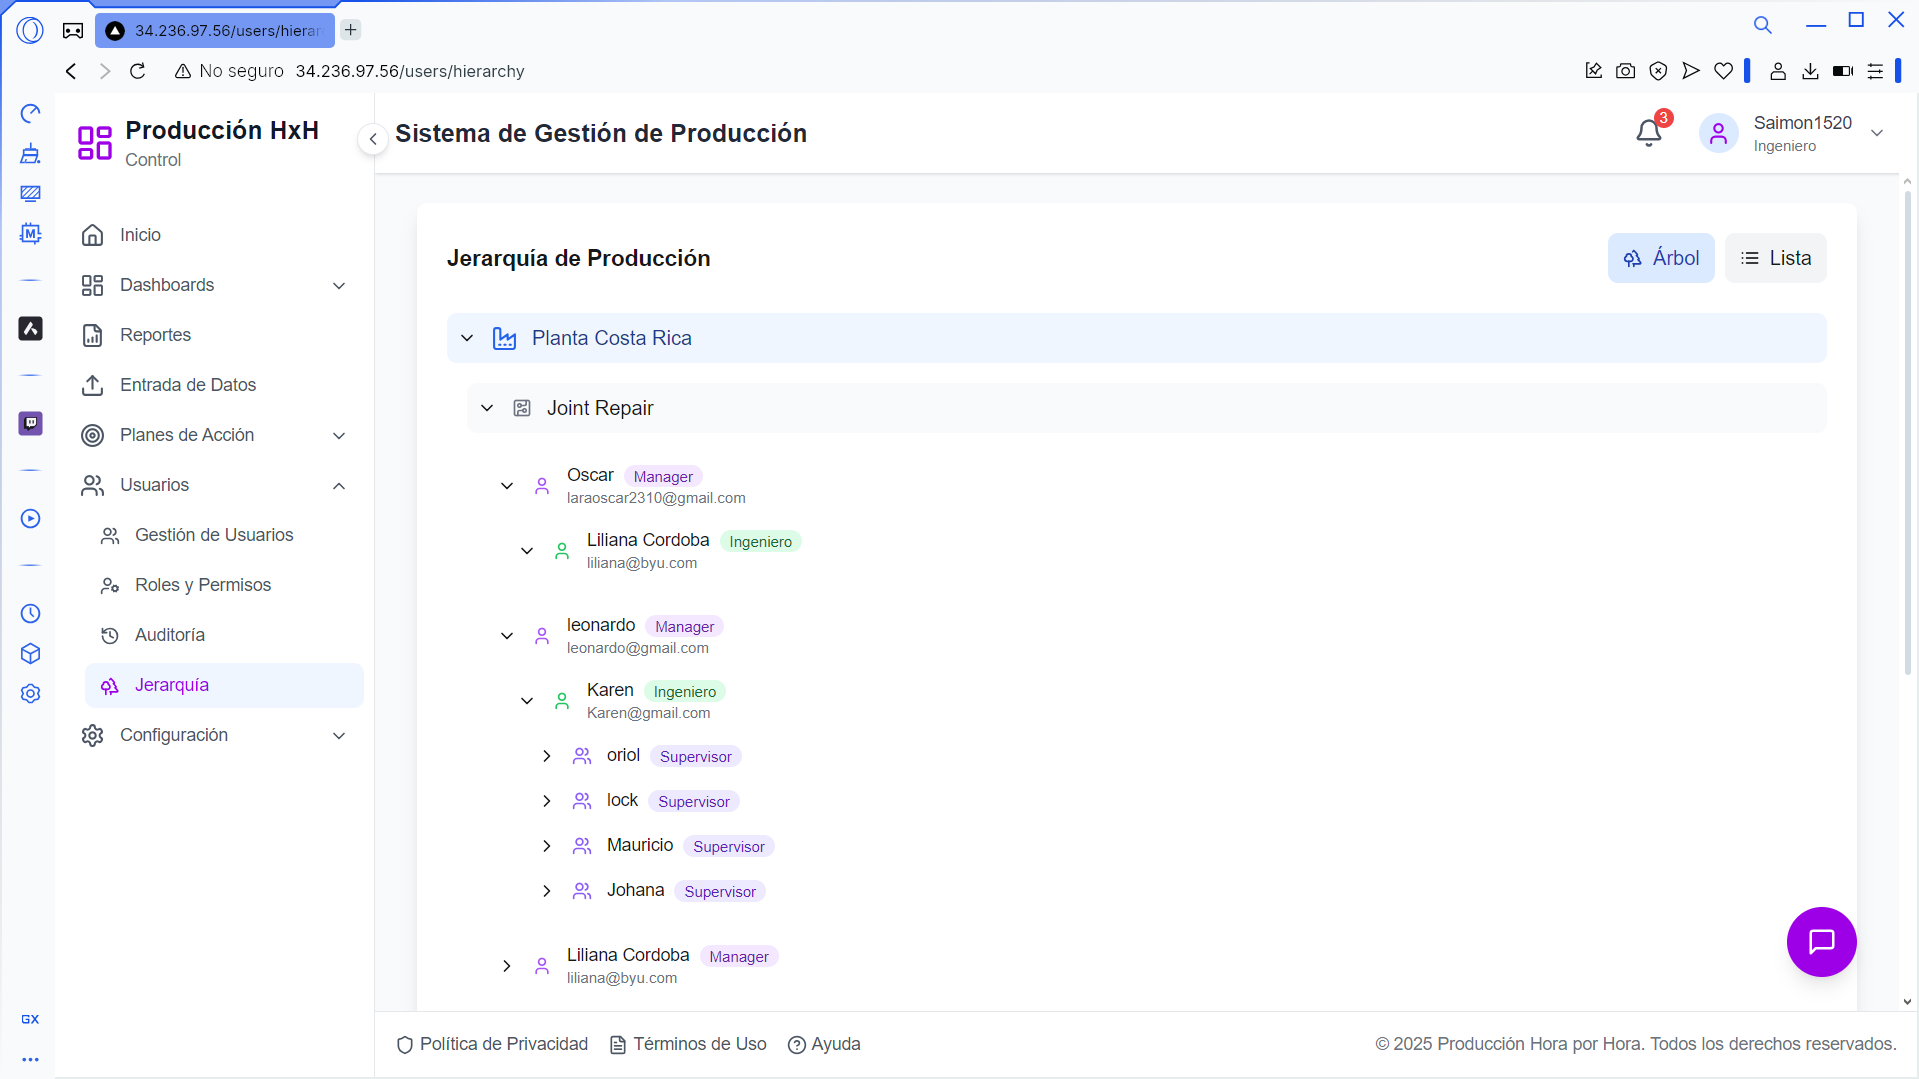 34.236.97.56/users/hierar
No seguro 34.236.97.56/users/hierarchy
Producción HxH
Control
Sistema de Gestión de Producción
3
Saimon1520
Ingeniero
Inicio
Dashboards
Reportes
Entrada de Datos
Planes de Acción
Usuarios
Gestión de Usuarios
Roles y Permisos
Auditoría
Jerarquía
Configuración
Jerarquía de Producción
Árbol
Lista
Planta Costa Rica
Joint Repair
Oscar Manager
laraoscar2310@gmail.com
Liliana Cordoba Ingeniero
liliana@byu.com
leonardo Manager
leonardo@gmail.com
Karen Ingeniero
Karen@gmail.com
oriol Supervisor
lock Supervisor
Mauricio Supervisor
Johana Supervisor
Liliana Cordoba Manager
liliana@byu.com
GX
Política de Privacidad Términos de Uso Ayuda
© 2025 Producción Hora por Hora. Todos los derechos reservados.